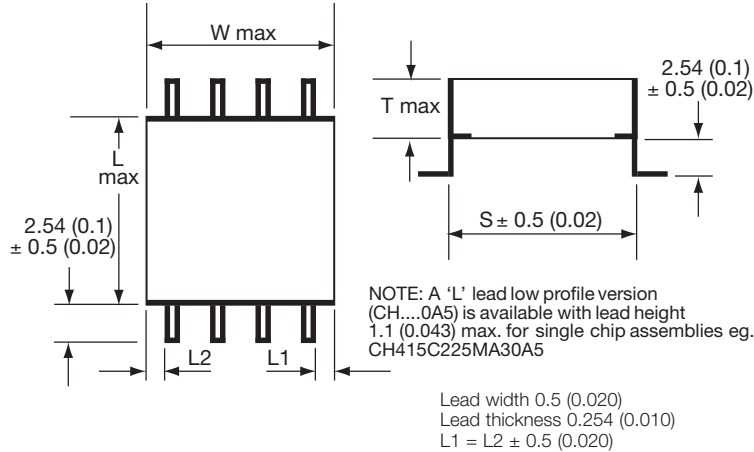 W max
L
max
2.54 (0.1)
± 0.5 (0.02)
L2
L1
T max
2.54 (0.1)
± 0.5 (0.02)
S ± 0.5 (0.02)
NOTE: A ‘L’ lead low profile version
(CH....0A5) is available with lead height
1.1 (0.043) max. for single chip assemblies eg.
CH415C225MA30A5
Lead width 0.5 (0.020)
Lead thickness 0.254 (0.010)
L1 = L2 ± 0.5 (0.020)